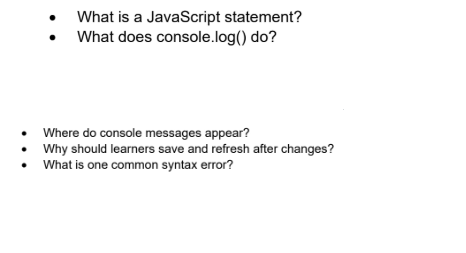 • What is a JavaScript statement?
• What does console.log() do?
• Where do console messages appear?
• Why should learners save and refresh after changes?
• What is one common syntax error?